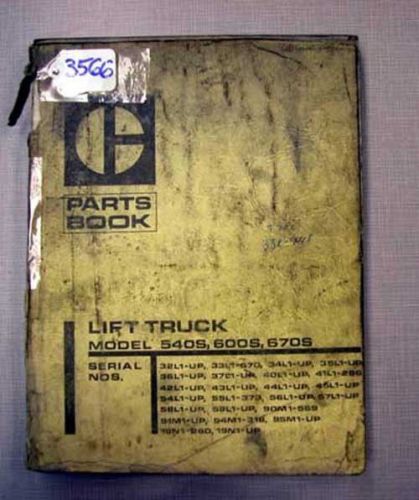 3566
PARTS
BOOK
LIFT TRUCK
MODEL 540S, 600S, 670S
SERIAL NOS.
32L1-UP, 33L1-670, 34L1-UP, 35L1-UP
36L1-UP, 37L1-UP, 40L1-UP, 41L1-286
42L1-UP, 43L1-UP, 44L1-UP, 45L1-UP
54L1-UP, 55L1-373, 56L1-UP, 57L1-UP
58L1-UP, 59L1-UP, 90M1-569
91M1-UP, 94M1-318, 95M1-UP
18N1-260, 19N1-UP